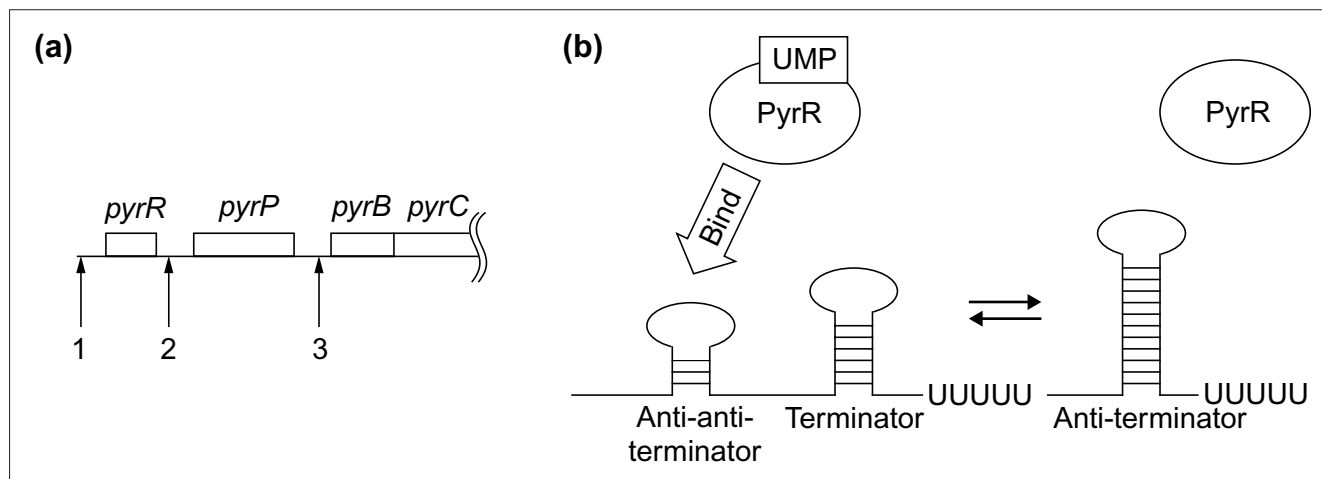 (a)
pyrR pyrP pyrB pyrC
1 2 3
(b)
UMP
PyrR
PyrR
Bind
UUUUU
UUUUU
Anti-anti-
terminator
Terminator
Anti-terminator